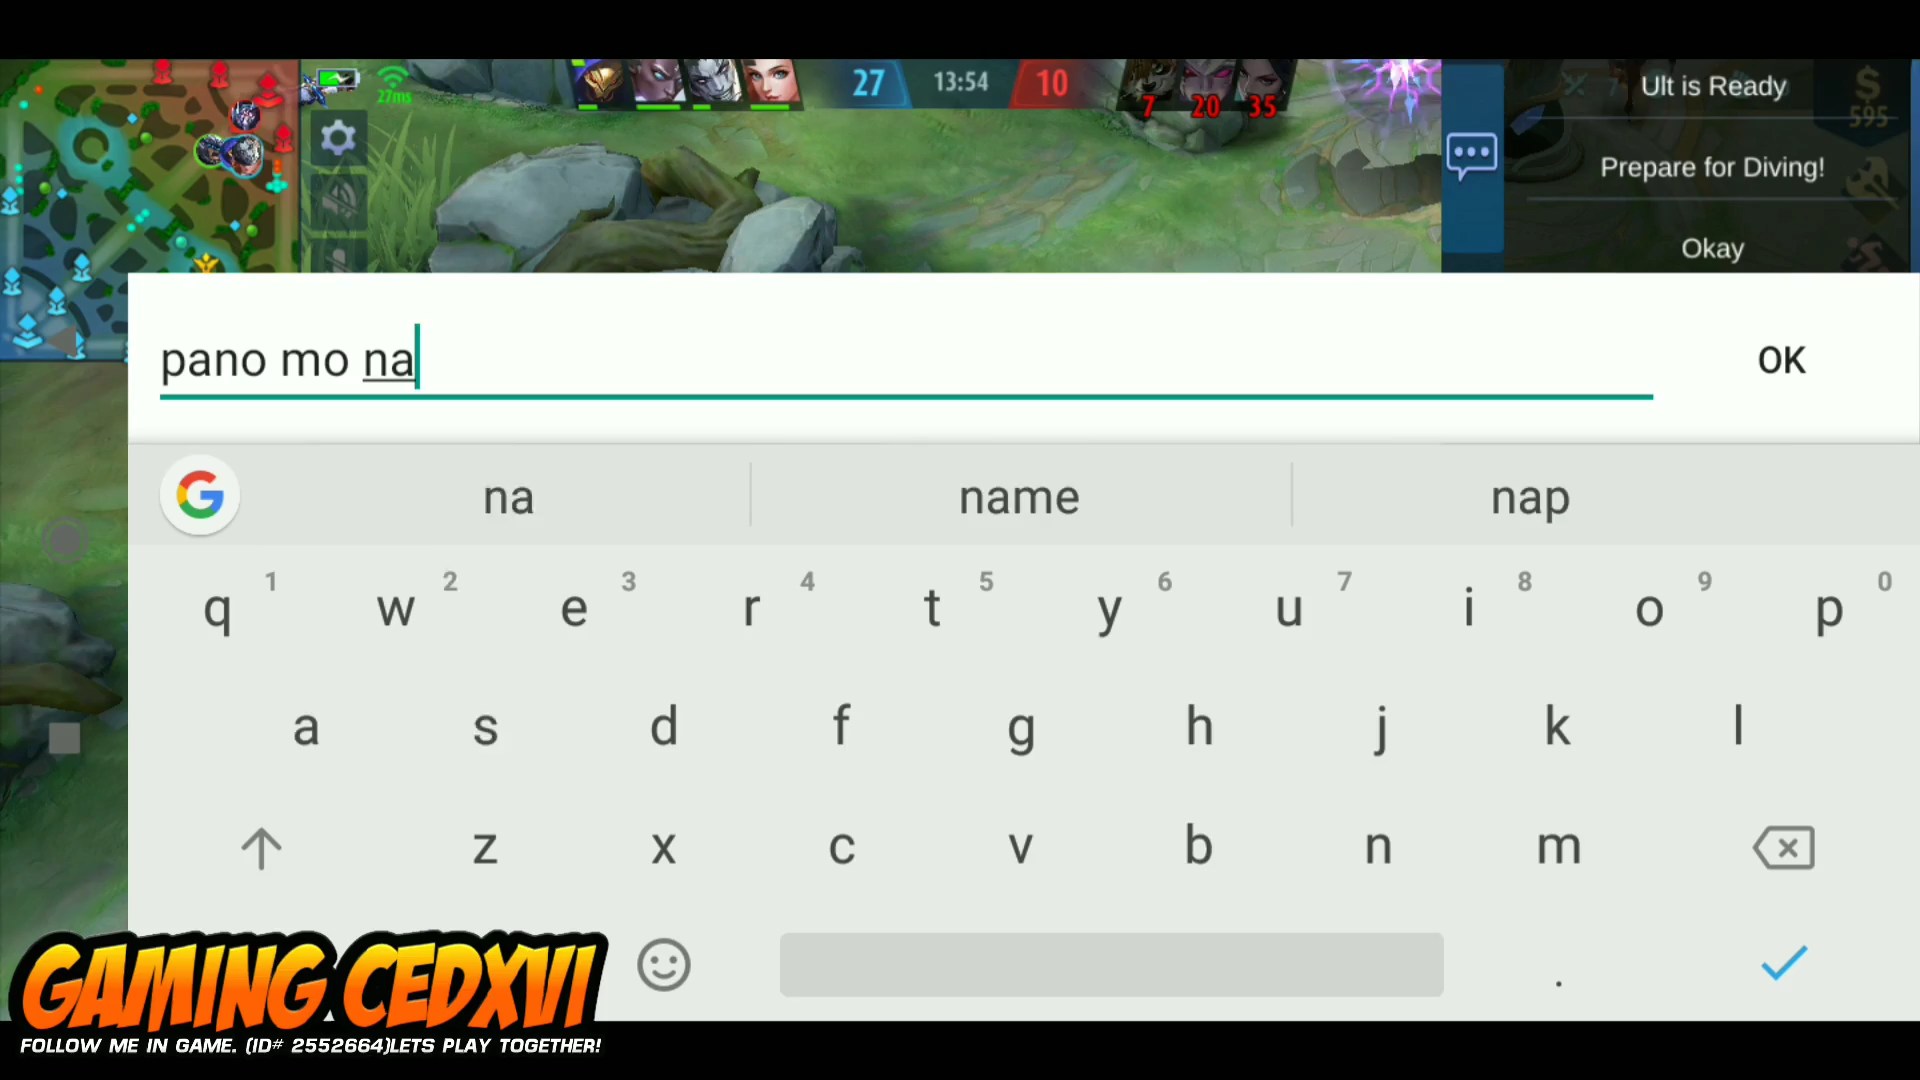 27ms
27 13:54 10
7 20 35
Ult is Ready
595
Prepare for Diving!
Okay
pano mo na
OK
na name nap
q 1 w 2 e 3 r 4 t 5 y 6 u 7 i 8 o 9 p 0
a s d f g h j k l
z x c v b n m
.
GAMING CEDXVI
FOLLOW ME IN GAME. (ID# 2552664)LETS PLAY TOGETHER!